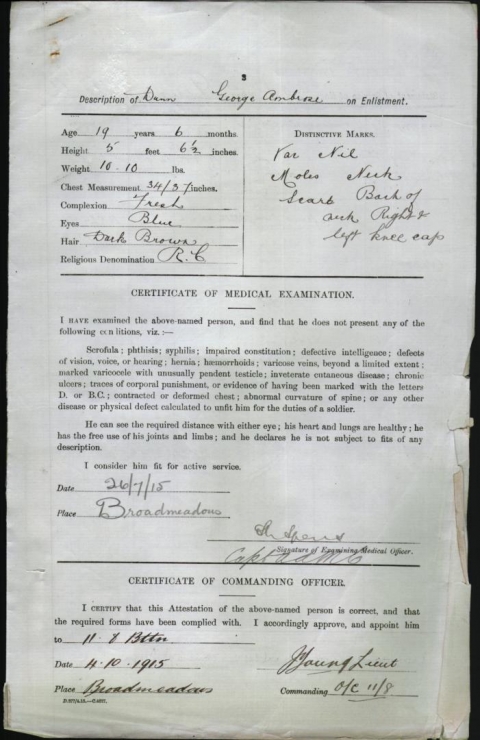 3
Description of Dunn George Ambrose on Enlistment.
Age 19 years 6 months.
Height 5 feet 6½ inches.
Weight 10.10 lbs.
Chest Measurement 34/37 inches.
Complexion Fresh
Eyes Blue
Hair Dark Brown
Religious Denomination R.C
DISTINCTIVE MARKS.
Vac Nil
Moles Neck
Scars Back of
neck Right &
left knee cap
CERTIFICATE OF MEDICAL EXAMINATION.
I HAVE examined the above-named person, and find that he does not present any of the
following conditions, viz. :—
Scrofula; phthisis; syphilis; impaired constitution; defective intelligence; defects
of vision, voice, or hearing; hernia; hæmorrhoids; varicose veins, beyond a limited extent;
marked varicocele with unusually pendent testicle; inveterate cutaneous disease; chronic
ulcers; traces of corporal punishment, or evidence of having been marked with the letters
D. or B.C.; contracted or deformed chest; abnormal curvature of spine; or any other
disease or physical defect calculated to unfit him for the duties of a soldier.
He can see the required distance with either eye; his heart and lungs are healthy; he
has the free use of his joints and limbs; and he declares he is not subject to fits of any
description.
I consider him fit for active service.
Date 26/7/15
Place Broadmeadows
Signature of Examining Medical Officer.
Capt AAMC
CERTIFICATE OF COMMANDING OFFICER.
I CERTIFY that this Attestation of the above-named person is correct, and that
the required forms have been complied with. I accordingly approve, and appoint him
to 11.8 Bttn
Date 4.10.1915
JYoung Lieut
Place Broadmeadows
Commanding O/C 11/8